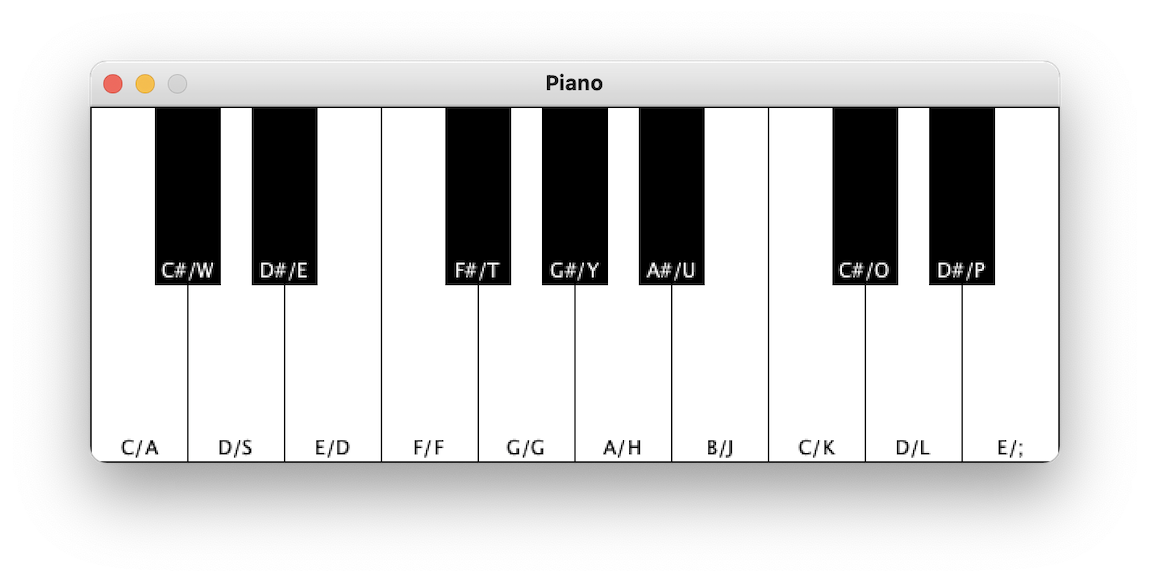 Piano
C#/W D#/E F#/T G#/Y A#/U C#/O D#/P
C/A D/S E/D F/F G/G A/H B/J C/K D/L E/;